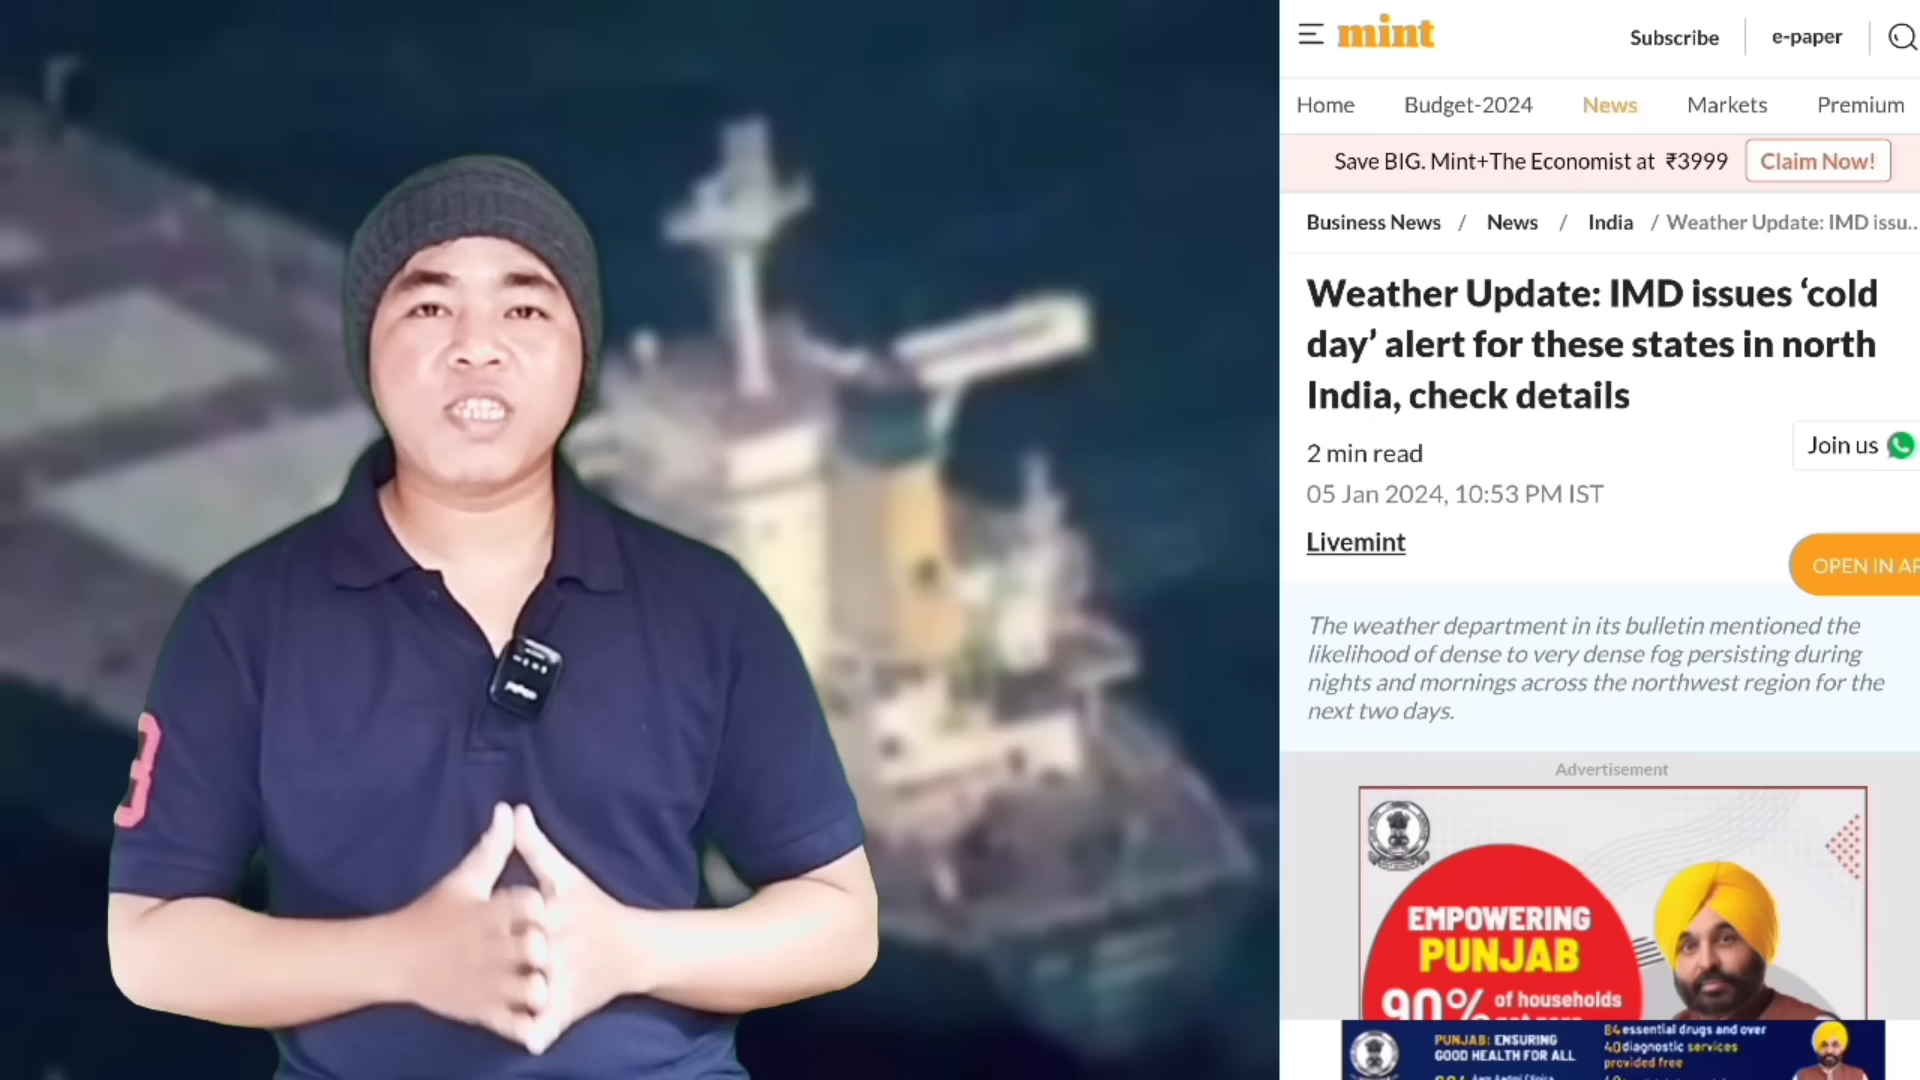 mint
Subscribe
e-paper
Home
Budget-2024
News
Markets
Premium
Save BIG. Mint+The Economist at ₹3999
Claim Now!
Business News / News / India / Weather Update: IMD issu..
Weather Update: IMD issues ‘cold
day’ alert for these states in north
India, check details
2 min read
Join us
05 Jan 2024, 10:53 PM IST
Livemint
OPEN IN AP
The weather department in its bulletin mentioned the
likelihood of dense to very dense fog persisting during
nights and mornings across the northwest region for the
next two days.
Advertisement
EMPOWERING
PUNJAB
90% of households
PUNJAB: ENSURING
GOOD HEALTH FOR ALL
84 essential drugs and over
40 diagnostic services
provided free
3